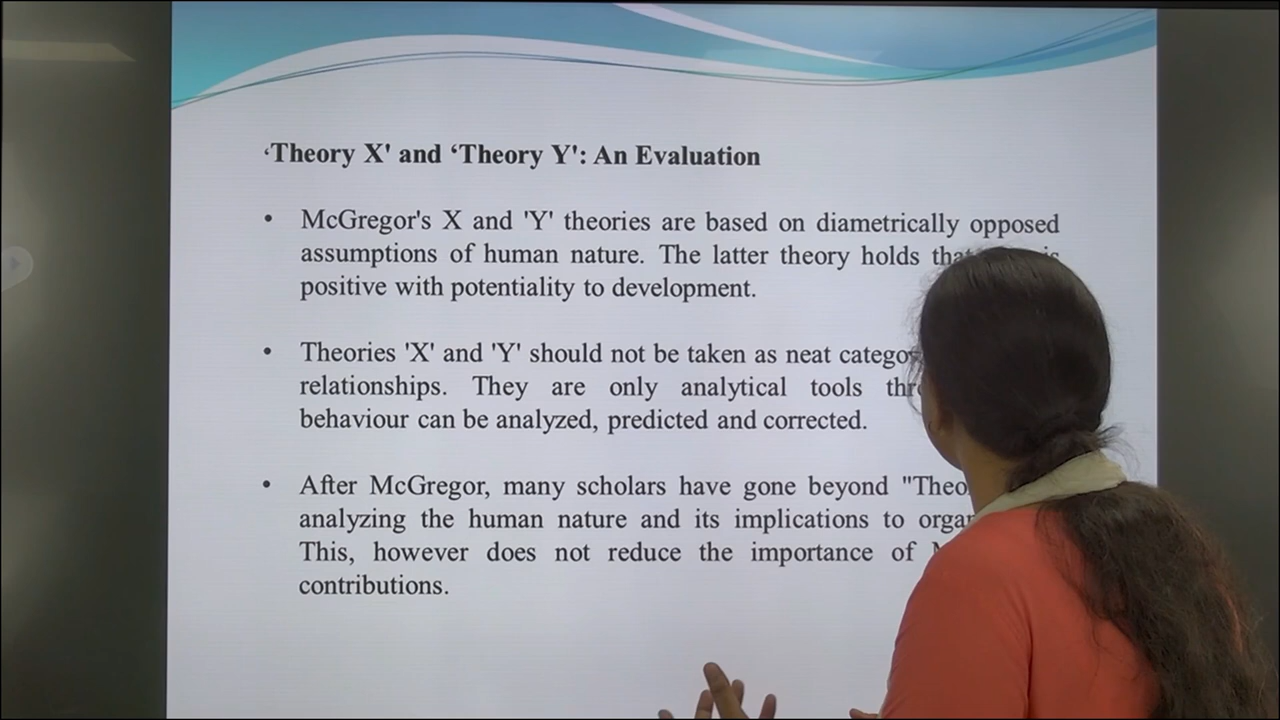 ‘Theory X' and ‘Theory Y': An Evaluation
• McGregor's X and 'Y' theories are based on diametrically opposed
assumptions of human nature. The latter theory holds that
positive with potentiality to development.
• Theories 'X' and 'Y' should not be taken as neat
relationships. They are only analytical tools
behaviour can be analyzed, predicted and corrected.
• After McGregor, many scholars have gone beyond
analyzing the human nature and its implications to
This, however does not reduce the importance of
contributions.